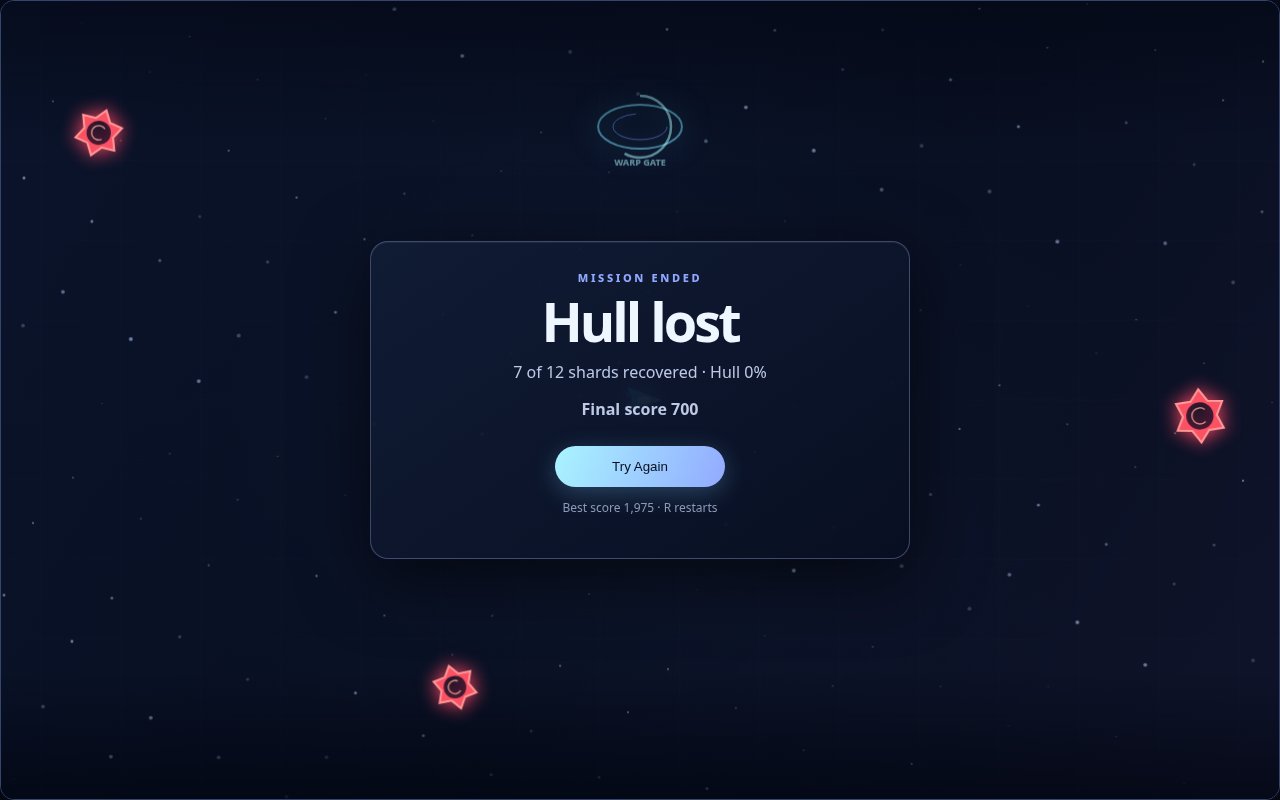 WARP GATE
MISSION ENDED
Hull lost
7 of 12 shards recovered · Hull 0%
Final score 700
Try Again
Best score 1,975 · R restarts